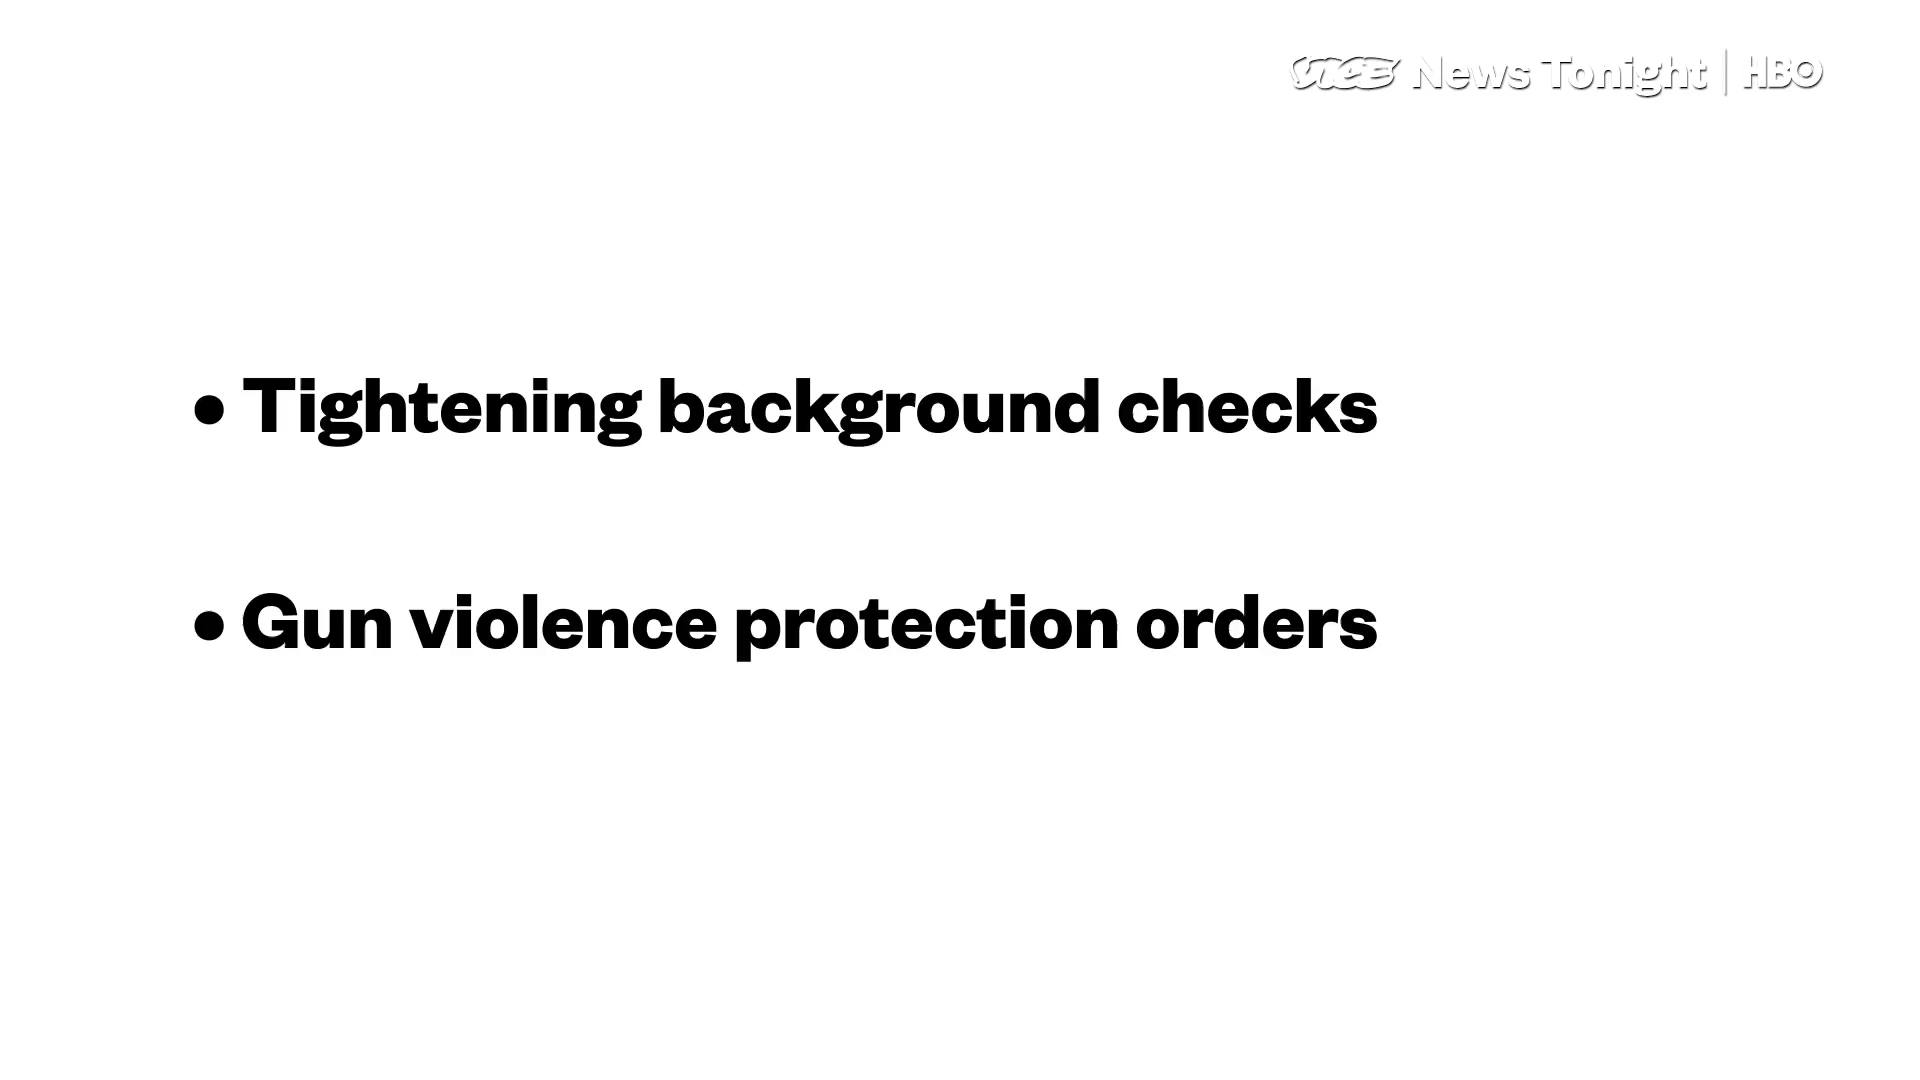 VICE News Tonight | HBO
• Tightening background checks
• Gun violence protection orders